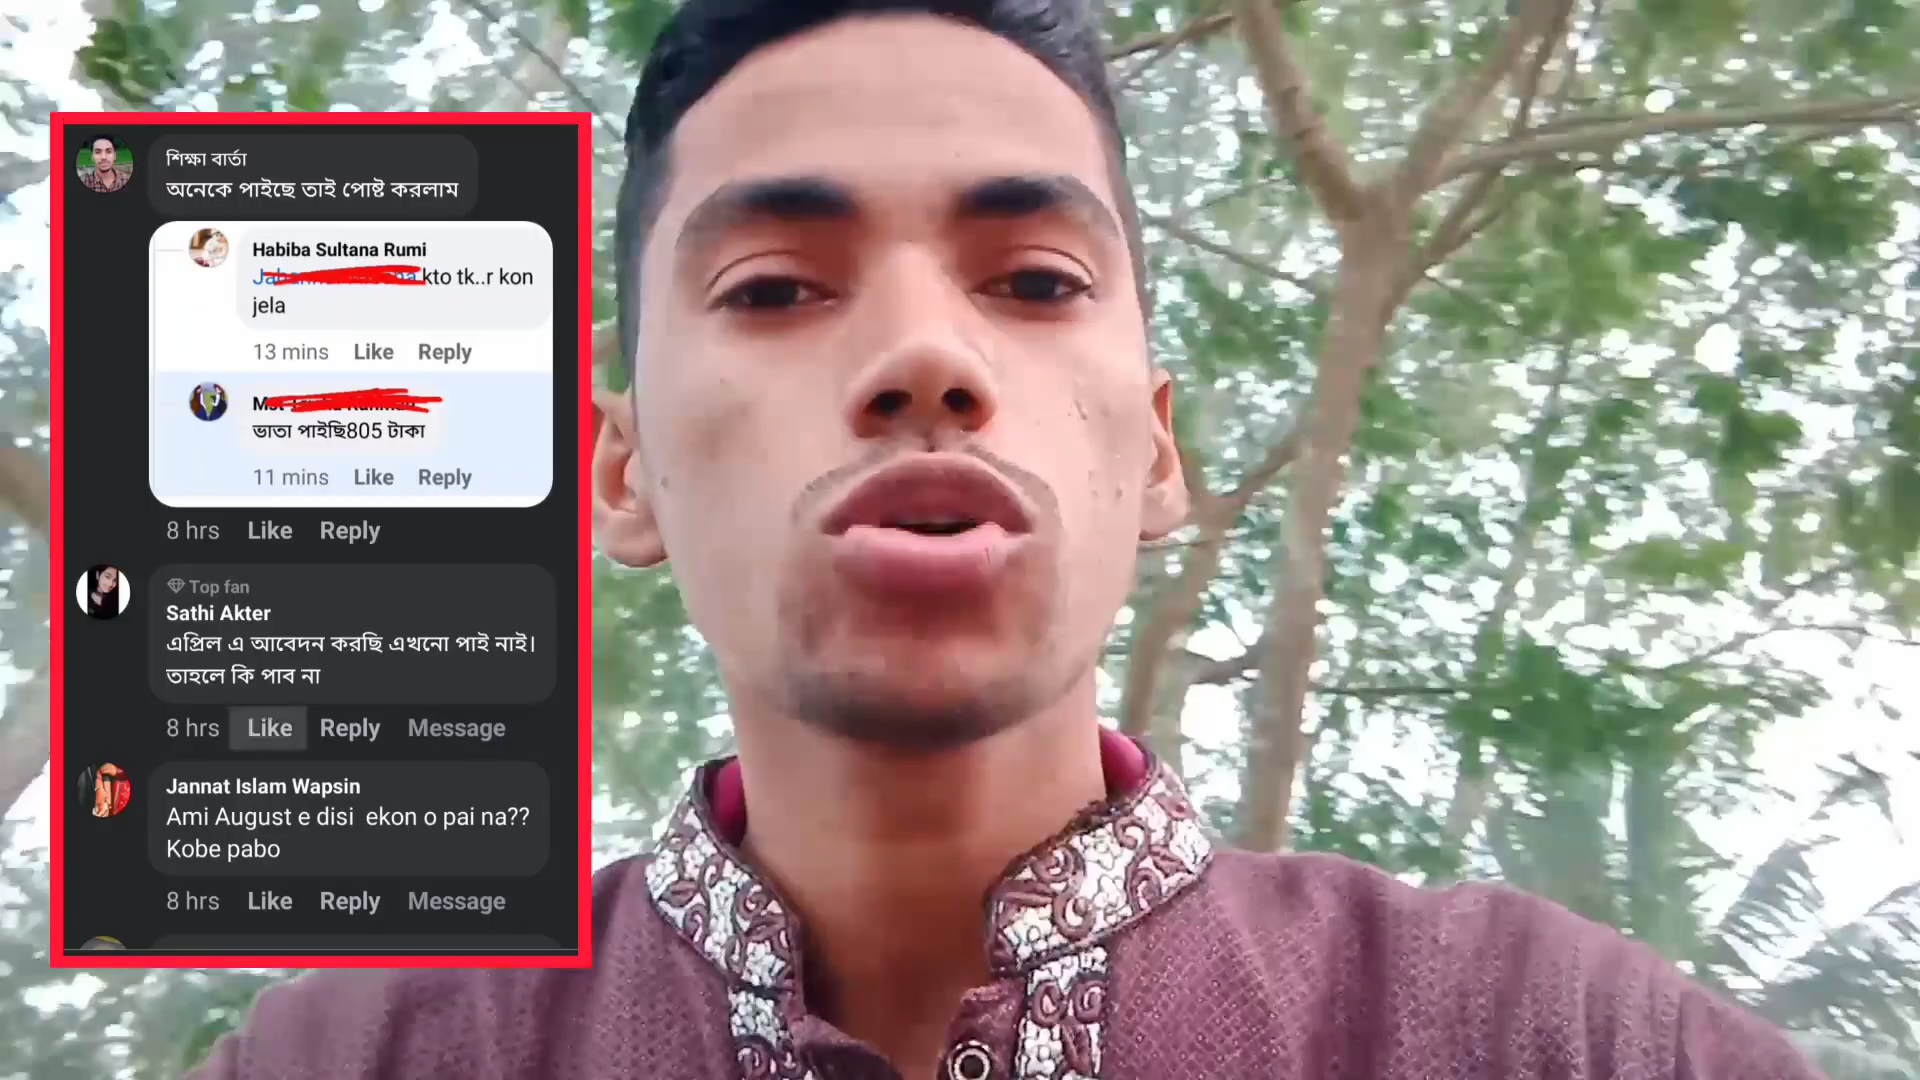 শিক্ষা বার্তা
অনেকে পাইছে তাই পোষ্ট করলাম
Habiba Sultana Rumi
kto tk..r kon
jela
13 mins Like Reply
ভাতা পাইছি805 টাকা
11 mins Like Reply
8 hrs Like Reply
Top fan
Sathi Akter
এপ্রিল এ আবেদন করছি এখনো পাই নাই।
তাহলে কি পাব না
8 hrs Like Reply Message
Jannat Islam Wapsin
Ami August e disi ekon o pai na??
Kobe pabo
8 hrs Like Reply Message